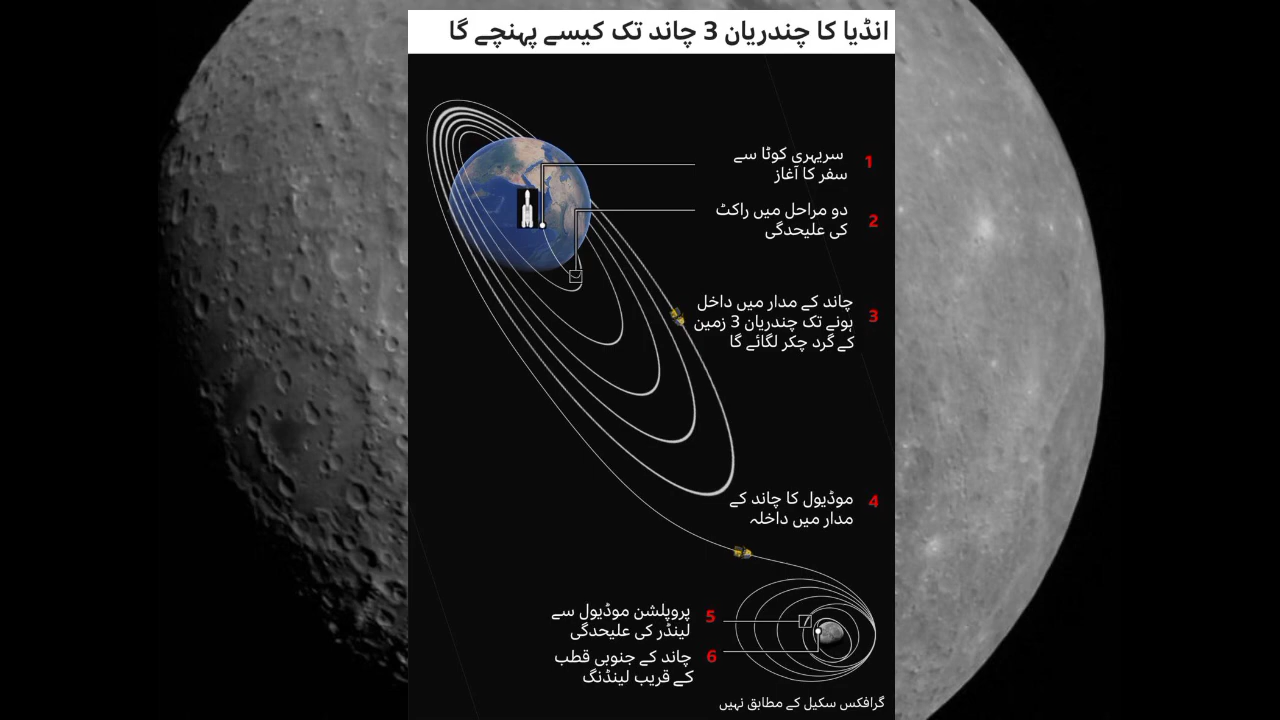 انڈیا کا چندریان 3 چاند تک کیسے پہنچے گا
1 سریہری کوٹا سے
سفر کا آغاز
2 دو مراحل میں راکٹ
کی علیحدگی
3 چاند کے مدار میں داخل
ہونے تک چندریان 3 زمین
کے گرد چکر لگائے گا
4 موڈیول کا چاند کے
مدار میں داخلہ
5 پروپلشن موڈیول سے
لینڈر کی علیحدگی
6 چاند کے جنوبی قطب
کے قریب لینڈنگ
گرافکس سکیل کے مطابق نہیں